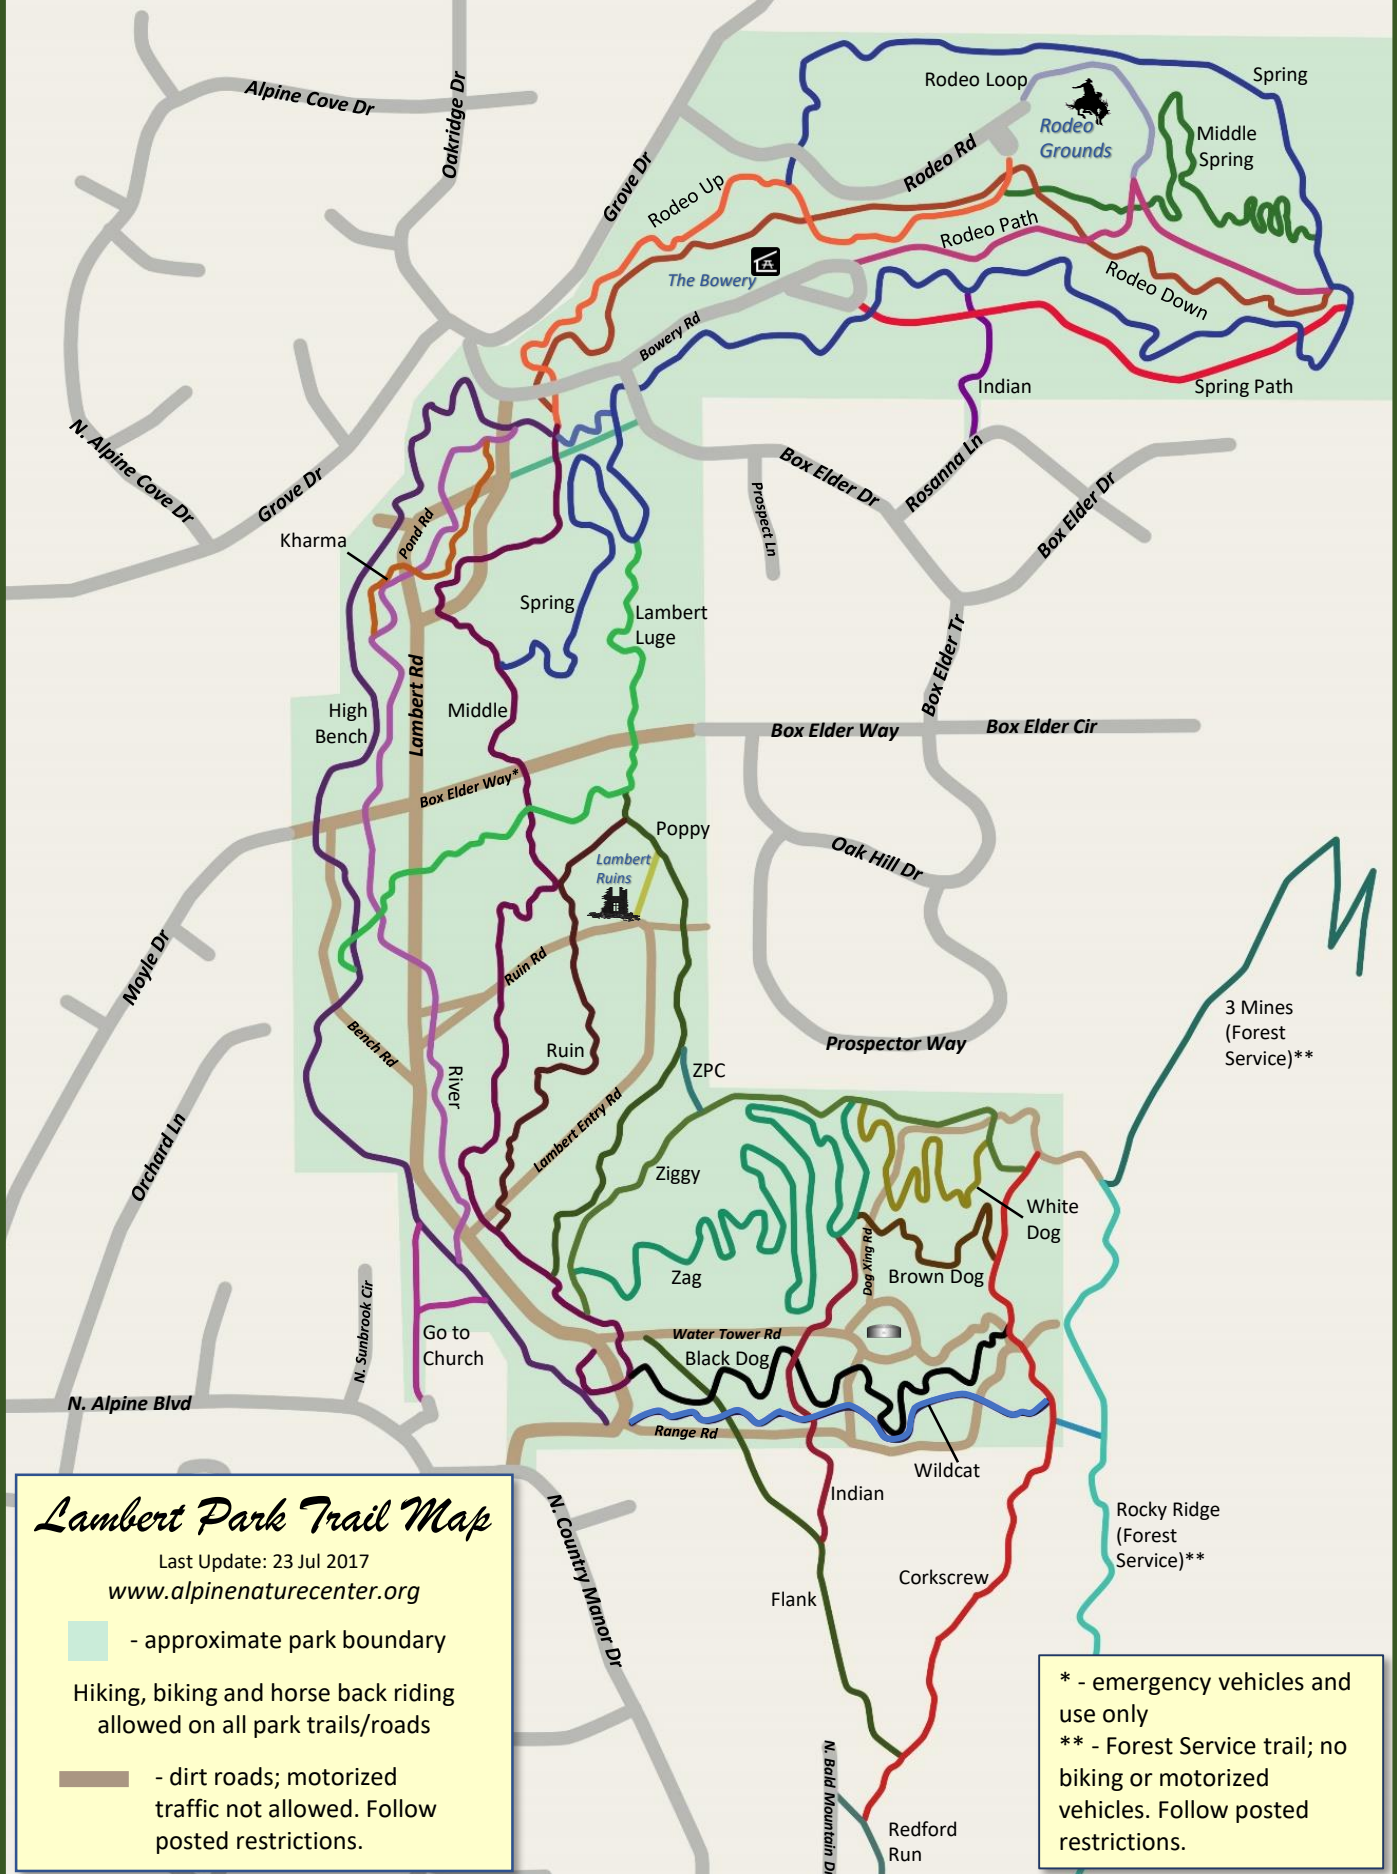 Alpine Cove Dr
Oakridge Dr
Grove Dr
Rodeo Loop
Spring
Rodeo
Grounds
Middle
Spring
Rodeo Rd
Rodeo Up
Rodeo Path
The Bowery
Rodeo Down
Bowery Rd
Indian
Spring Path
N. Alpine Cove Dr
Grove Dr
Box Elder Dr
Rosanna Ln
Prospect Ln
Box Elder Dr
Pond Rd
Kharma
Spring
Lambert
Luge
Box Elder Tr
Lambert Rd
High
Bench
Middle
Box Elder Way
Box Elder Cir
Box Elder Way*
Poppy
Lambert
Ruins
Oak Hill Dr
Moyle Dr
Ruin Rd
3 Mines
(Forest
Service)**
Bench Rd
Ruin
Prospector Way
River
ZPC
Orchard Ln
Lambert Entry Rd
Ziggy
White
Dog
Dog Xing Rd
Zag
Brown Dog
N. Sunbrook Cir
Go to
Church
Water Tower Rd
Black Dog
N. Alpine Blvd
Range Rd
Wildcat
Indian
N. Country Manor Dr
Rocky Ridge
(Forest
Service)**
Corkscrew
Flank
N. Bald Mountain D
Redford
Run
Lambert Park Trail Map
Last Update: 23 Jul 2017
www.alpinenaturecenter.org
- approximate park boundary
Hiking, biking and horse back riding
allowed on all park trails/roads
- dirt roads; motorized
traffic not allowed. Follow
posted restrictions.
* - emergency vehicles and
use only
** - Forest Service trail; no
biking or motorized
vehicles. Follow posted
restrictions.